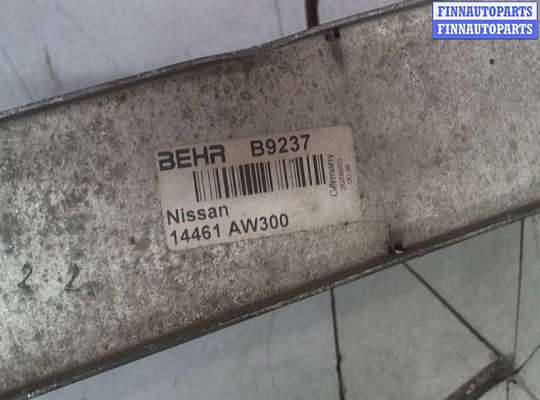 FINNAUTOPARTS
FINNAUTOPARTS
BEHR B9237
Germany
Nissan
14461 AW300